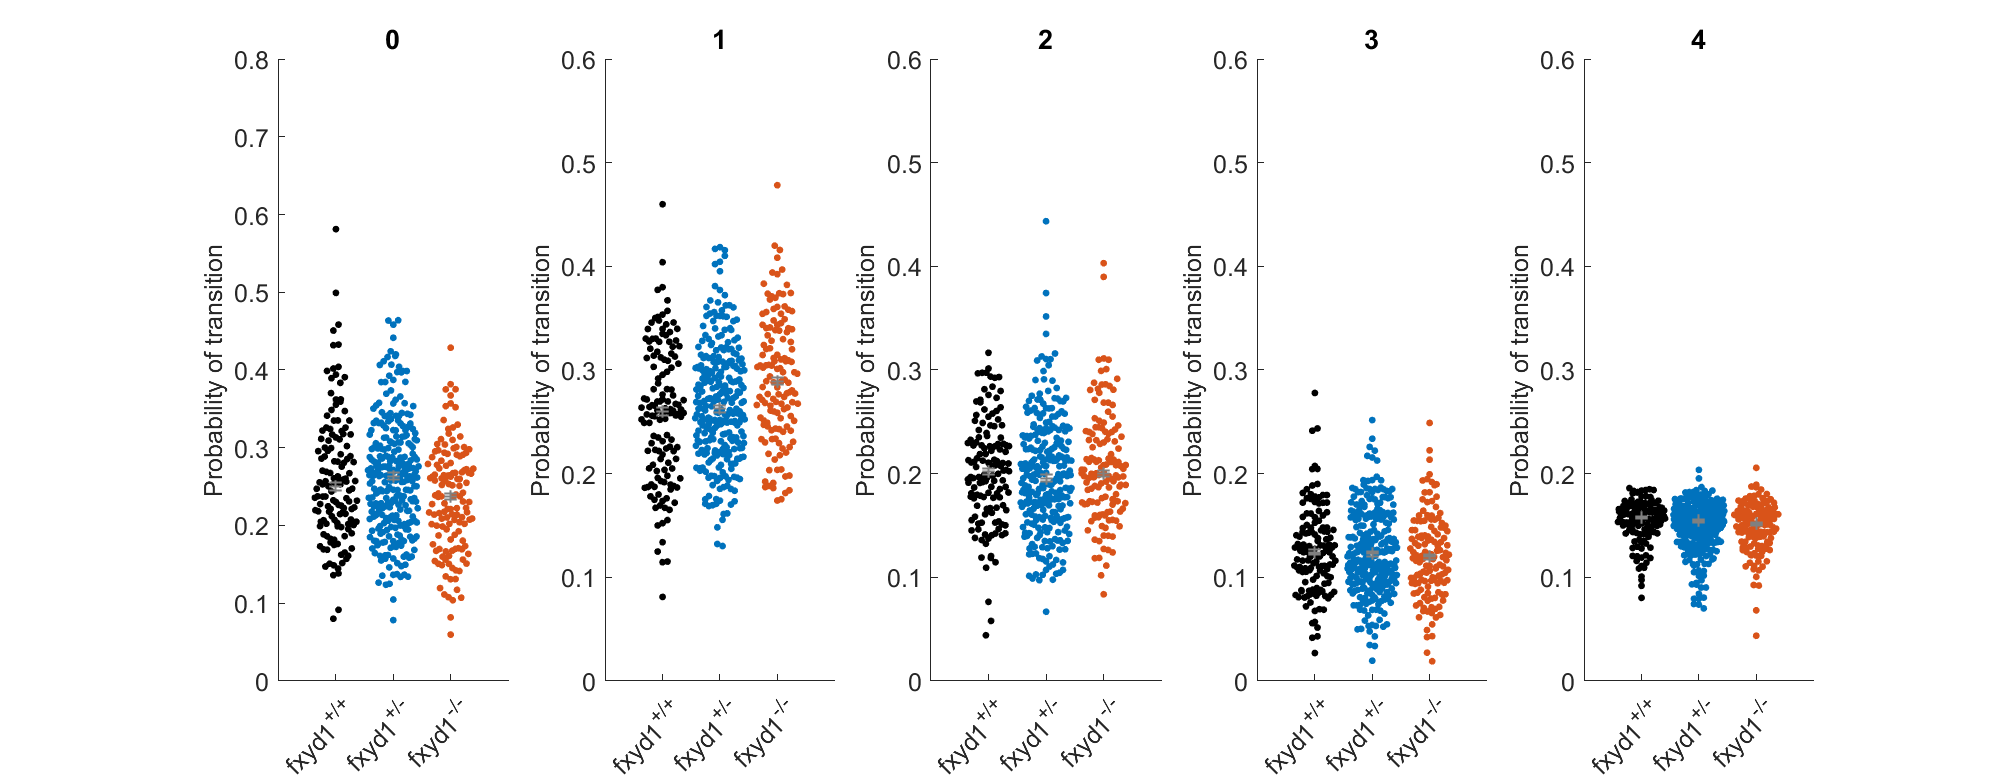 0
0.8
0.7
0.6
0.5
0.4
0.3
0.2
0.1
0
Probability of transition
fxyd1+/+
fxyd1+/-
fxyd1-/-
1
0.6
0.5
0.4
0.3
0.2
0.1
0
Probability of transition
fxyd1+/+
fxyd1+/-
fxyd1-/-
2
0.6
0.5
0.4
0.3
0.2
0.1
0
Probability of transition
fxyd1+/+
fxyd1+/-
fxyd1-/-
3
0.6
0.5
0.4
0.3
0.2
0.1
0
Probability of transition
fxyd1+/+
fxyd1+/-
fxyd1-/-
4
0.6
0.5
0.4
0.3
0.2
0.1
0
Probability of transition
fxyd1+/+
fxyd1+/-
fxyd1-/-